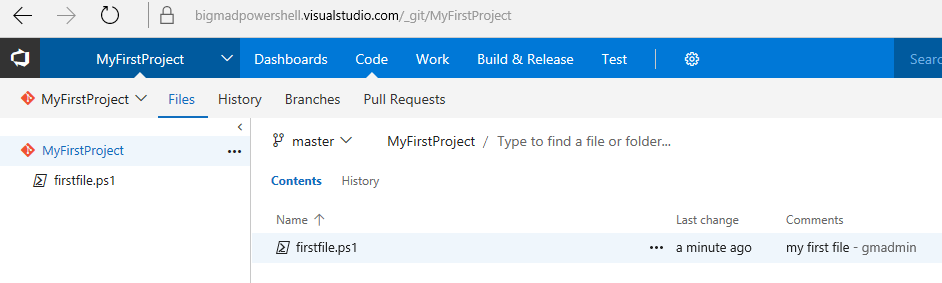 bigmadpowershell.visualstudio.com/_git/MyFirstProject
MyFirstProject Dashboards Code Work Build & Release Test Searc
MyFirstProject Files History Branches Pull Requests
MyFirstProject ...
firstfile.ps1
master MyFirstProject / Type to find a file or folder...
Contents History
Name Last change Comments
firstfile.ps1 ... a minute ago my first file - gmadmin